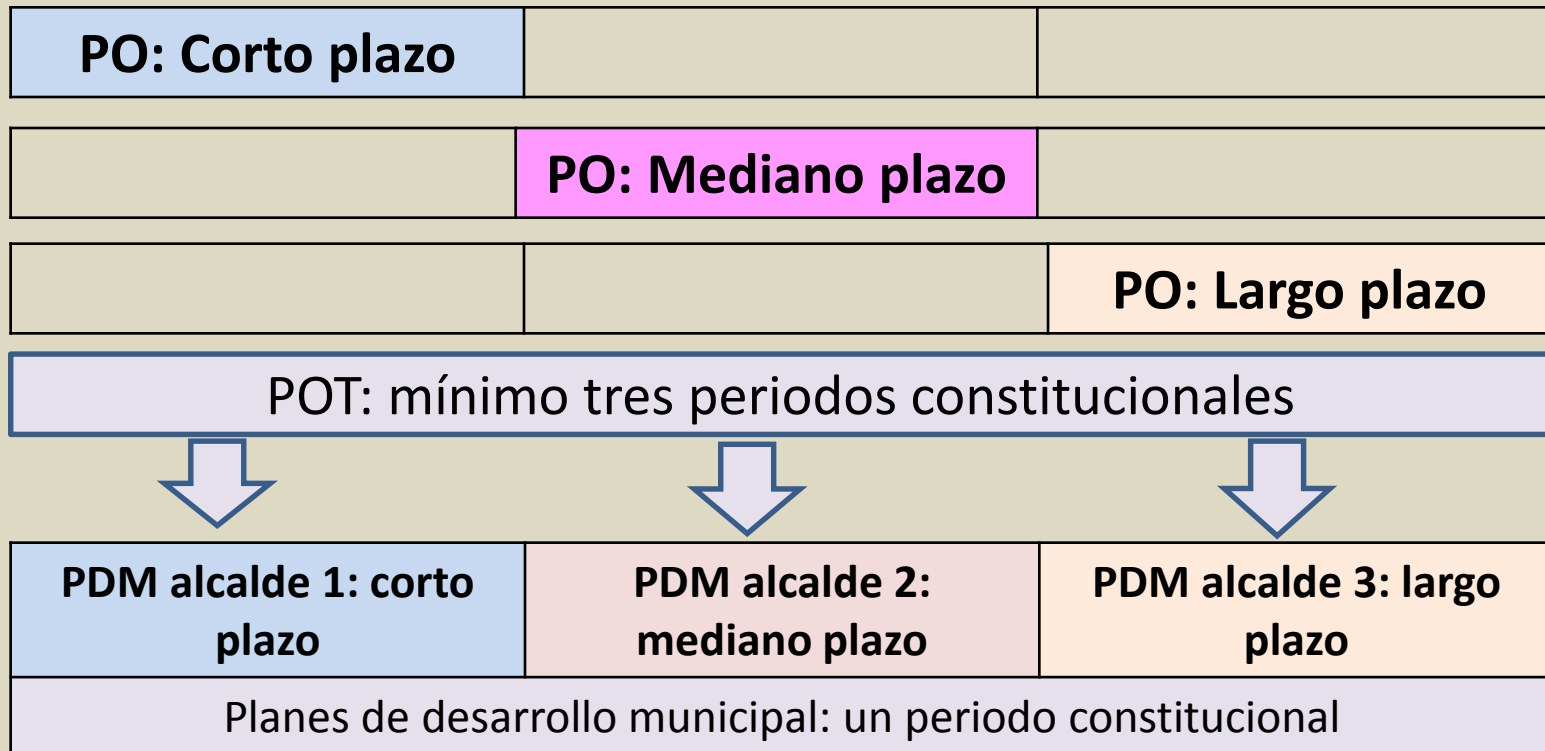 PO: Corto plazo
PO: Mediano plazo
PO: Largo plazo
POT: mínimo tres periodos constitucionales
PDM alcalde 1: corto
plazo
PDM alcalde 2:
mediano plazo
PDM alcalde 3: largo
plazo
Planes de desarrollo municipal: un periodo constitucional